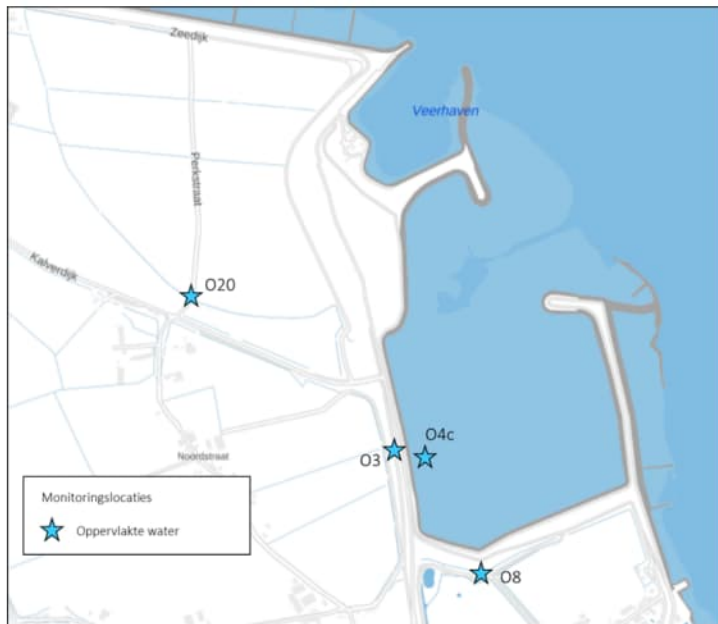 Zeedijk
Veerhaven
Perkstraat
Kalverdijk
O20
O4c
O3
Noordstraat
Monitoringslocaties
Oppervlakte water
O8